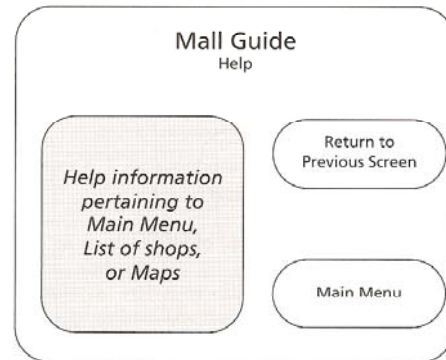 Mall Guide
Help
Help information
pertaining to
Main Menu,
List of shops,
or Maps
Return to
Previous Screen
Main Menu